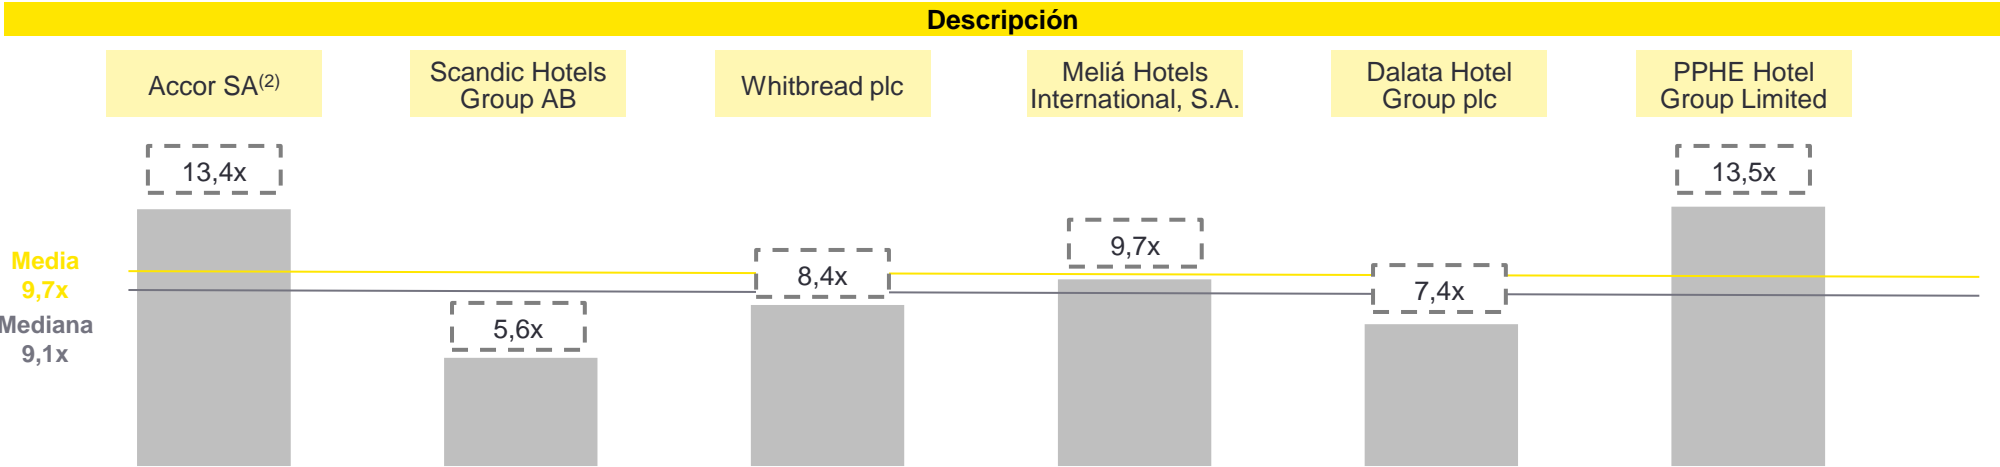 Descripción
Accor SA(2)
Scandic Hotels
Group AB
Whitbread plc
Meliá Hotels
International, S.A.
Dalata Hotel
Group plc
PPHE Hotel
Group Limited
13,4x
5,6x
8,4x
9,7x
7,4x
13,5x
Media
9,7x
Mediana
9,1x